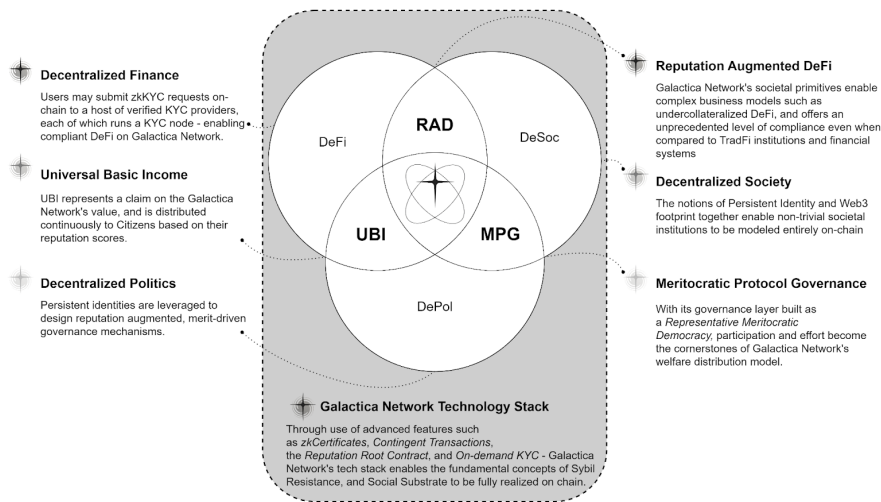 Decentralized Finance
Users may submit zkKYC requests on-
chain to a host of verified KYC providers,
each of which runs a KYC node - enabling
compliant DeFi on Galactica Network.
Universal Basic Income
UBI represents a claim on the Galactica
Network's value, and is distributed
continuously to Citizens based on their
reputation scores.
Decentralized Politics
Persistent identities are leveraged to
design reputation augmented, merit-driven
governance mechanisms.
DeFi
RAD
DeSoc
UBI
MPG
DePol
Reputation Augmented DeFi
Galactica Network's societal primitives enable
complex business models such as
undercollateralized DeFi, and offers an
unprecedented level of compliance even when
compared to TradFi institutions and financial
systems
Decentralized Society
The notions of Persistent Identity and Web3
footprint together enable non-trivial societal
institutions to be modeled entirely on-chain
Meritocratic Protocol Governance
With its governance layer built as
a Representative Meritocratic
Democracy, participation and effort become
the cornerstones of Galactica Network's
welfare distribution model.
Galactica Network Technology Stack
Through use of advanced features such
as zkCertificates, Contingent Transactions,
the Reputation Root Contract, and On-demand KYC - Galactica
Network's tech stack enables the fundamental concepts of Sybil
Resistance, and Social Substrate to be fully realized on chain.